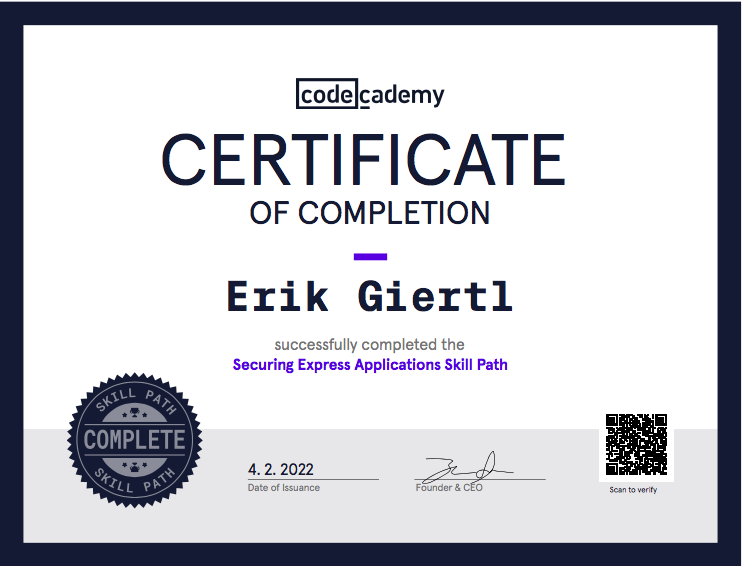 codecademy
CERTIFICATE
OF COMPLETION
Erik Giertl
successfully completed the
Securing Express Applications Skill Path
SKILL PATH
COMPLETE
SKILL PATH
4. 2. 2022
Date of Issuance
Founder & CEO
Scan to verify